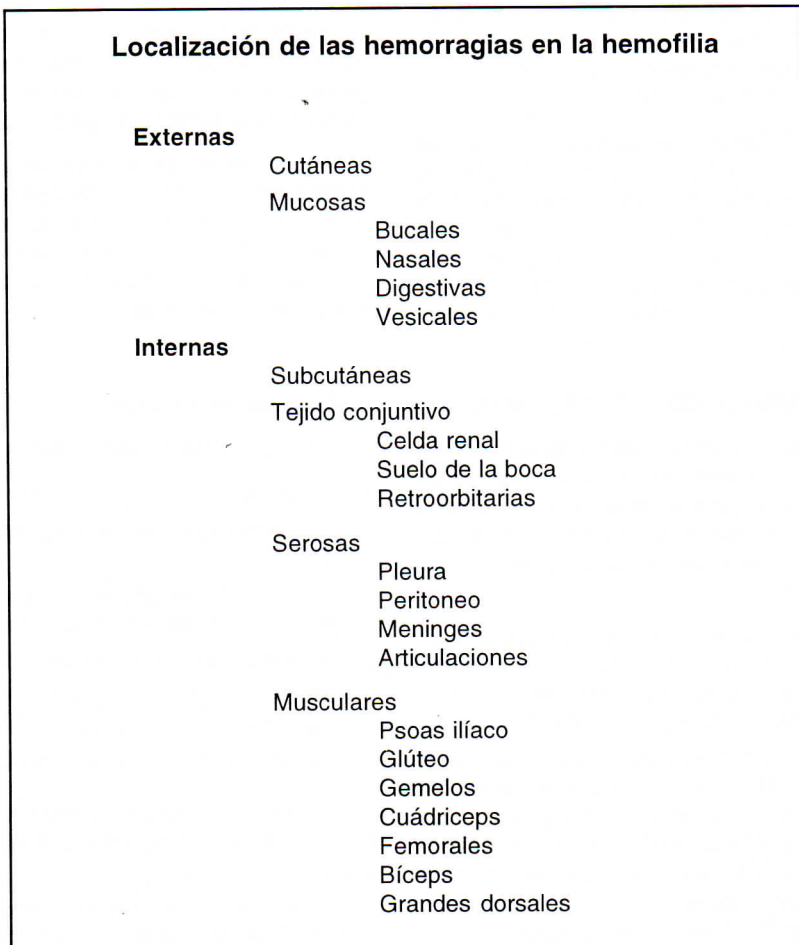 Localización de las hemorragias en la hemofilia
Externas
Cutáneas
Mucosas
Bucales
Nasales
Digestivas
Vesicales
Internas
Subcutáneas
Tejido conjuntivo
Celda renal
Suelo de la boca
Retroorbitarias
Serosas
Pleura
Peritoneo
Meninges
Articulaciones
Musculares
Psoas ilíaco
Glúteo
Gemelos
Cuádriceps
Femorales
Bíceps
Grandes dorsales